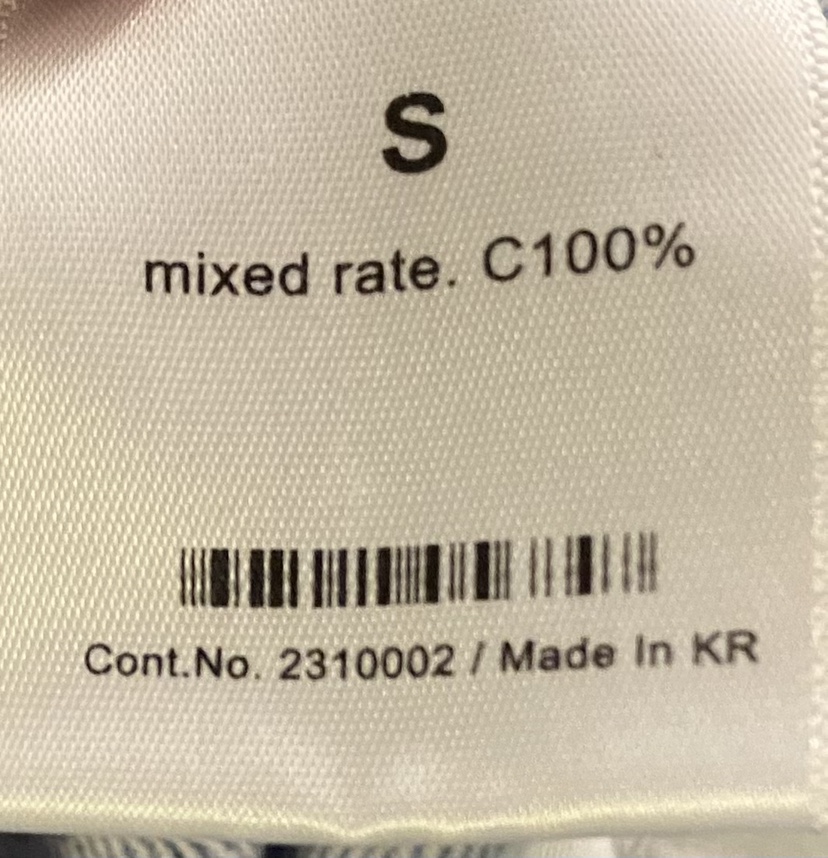 S
mixed rate. C100%
Cont.No. 2310002 / Made In KR